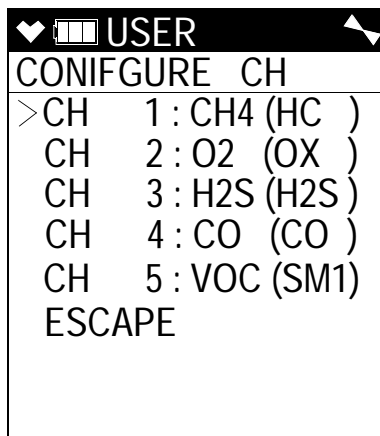 USER
CONIFGURE CH
>CH 1 : CH4 (HC )
CH 2 : O2 (OX )
CH 3 : H2S (H2S )
CH 4 : CO (CO )
CH 5 : VOC (SM1)
ESCAPE